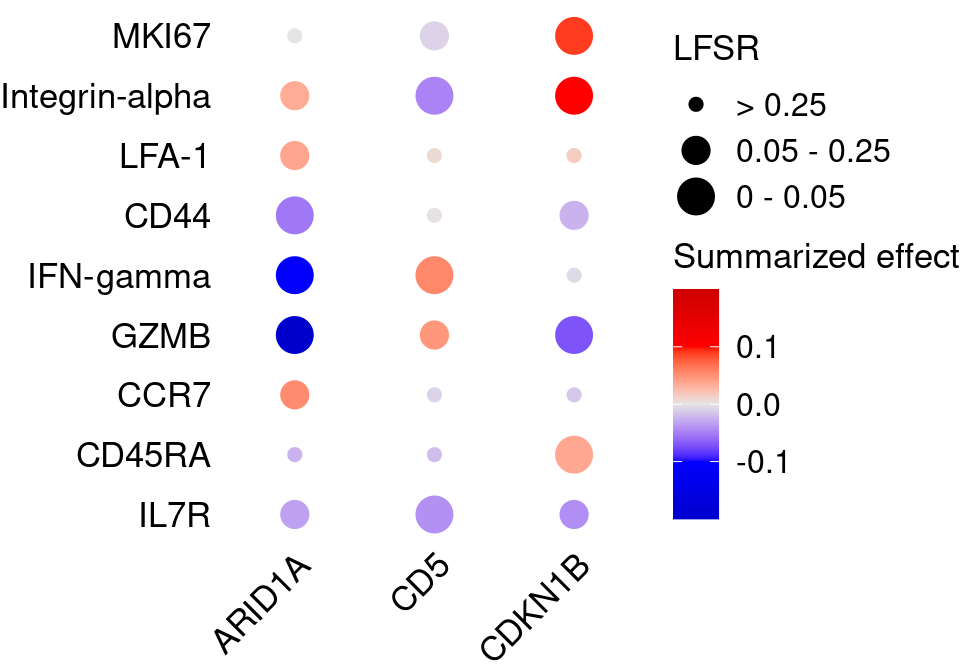 MKI67
Integrin-alpha
LFA-1
CD44
IFN-gamma
GZMB
CCR7
CD45RA
IL7R
ARID1A
CD5
CDKN1B
LFSR
> 0.25
0.05 - 0.25
0 - 0.05
Summarized effect
0.1
0.0
-0.1